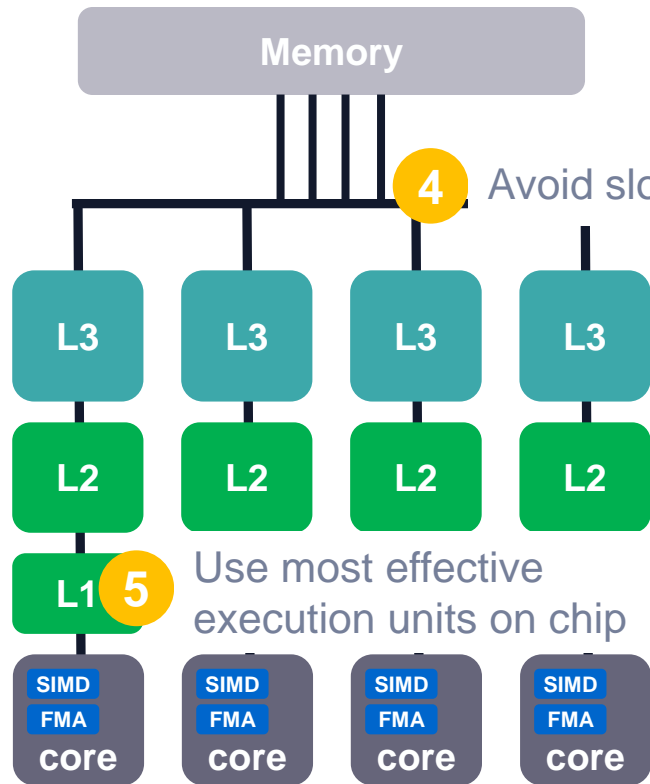 Memory
4 Avoid slo
L3 L3 L3 L3
L2 L2 L2 L2
L1 5 Use most effective
execution units on chip
SIMD SIMD SIMD SIMD
FMA FMA FMA FMA
core core core core